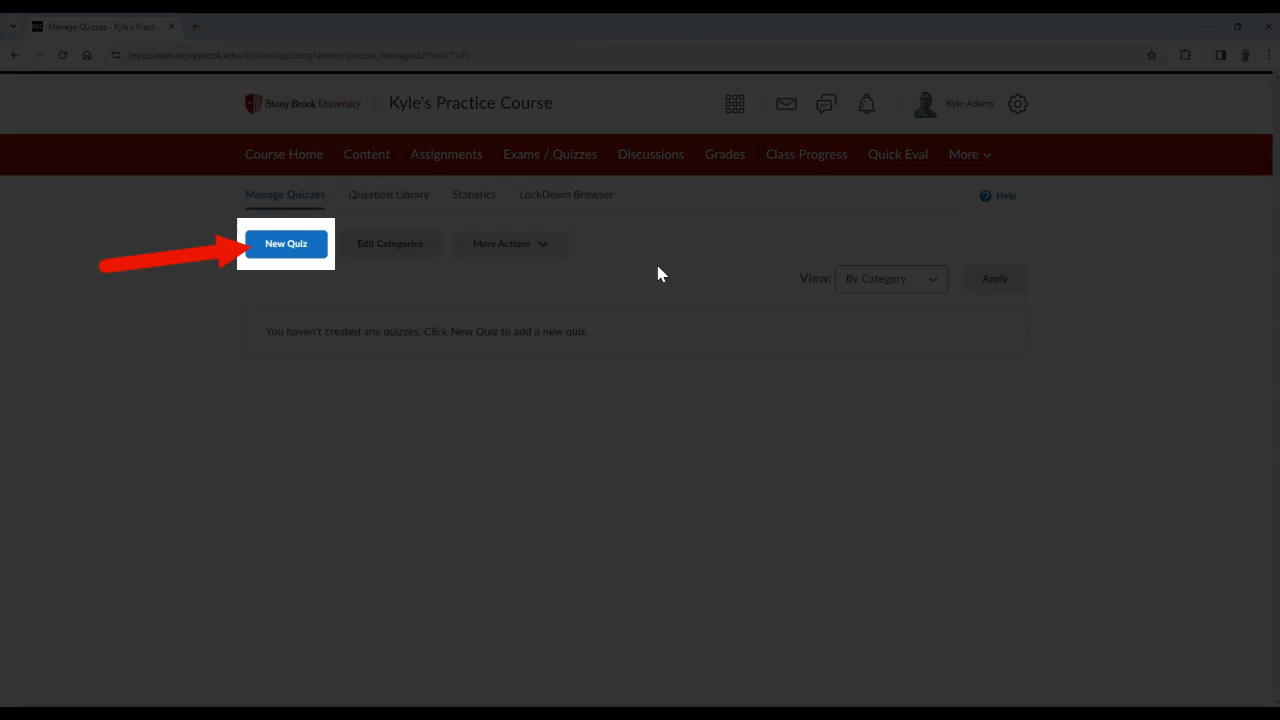 Manage Quizzes - Kyle's Practi
mycourses.stonybrook.edu/d2l/lms/quizzing/admin/quizzes_manage.d2l?ou=7185
Stony Brook University
Kyle's Practice Course
Kyle Adams
Course Home Content Assignments Exams / Quizzes Discussions Grades Class Progress Quick Eval More
Manage Quizzes Question Library Statistics LockDown Browser Help
New Quiz Edit Categories More Actions
View: By Category Apply
You haven't created any quizzes. Click New Quiz to add a new quiz.